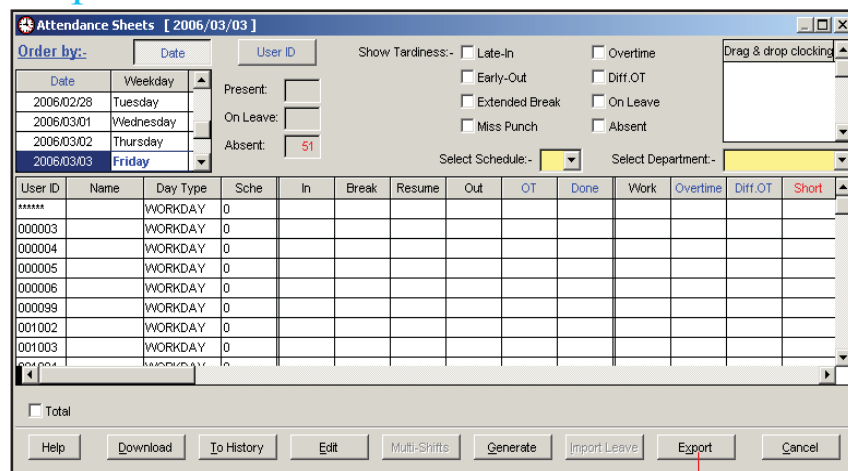 Attendance Sheets [ 2006/03/03 ]
Order by:- Date User ID Show Tardiness:- Late-In Overtime Drag & drop clocking
Date Weekday Present: Early-Out Diff.OT
2006/02/28 Tuesday Extended Break On Leave
2006/03/01 Wednesday On Leave: Miss Punch Absent
2006/03/02 Thursday Absent: 51
2006/03/03 Friday Select Schedule:- Select Department:-
User ID Name Day Type Sche In Break Resume Out OT Done Work Overtime Diff.OT Short
****** WORKDAY 0
000003 WORKDAY 0
000004 WORKDAY 0
000005 WORKDAY 0
000006 WORKDAY 0
000099 WORKDAY 0
001002 WORKDAY 0
001003 WORKDAY 0
001004 WORKDAY 0
Total
Help Download To History Edit Multi-Shifts Generate Import Leave Export Cancel